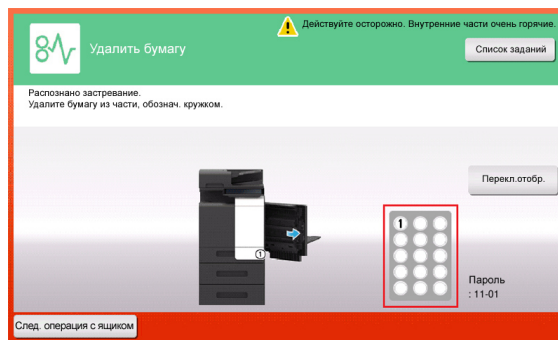 Действуйте осторожно. Внутренние части очень горячие.
Удалить бумагу
Список заданий
Распознано застревание.
Удалите бумагу из части, обознач. кружком.
Перекл.отобр.
1
1
Пароль
: 11-01
След. операция с ящиком